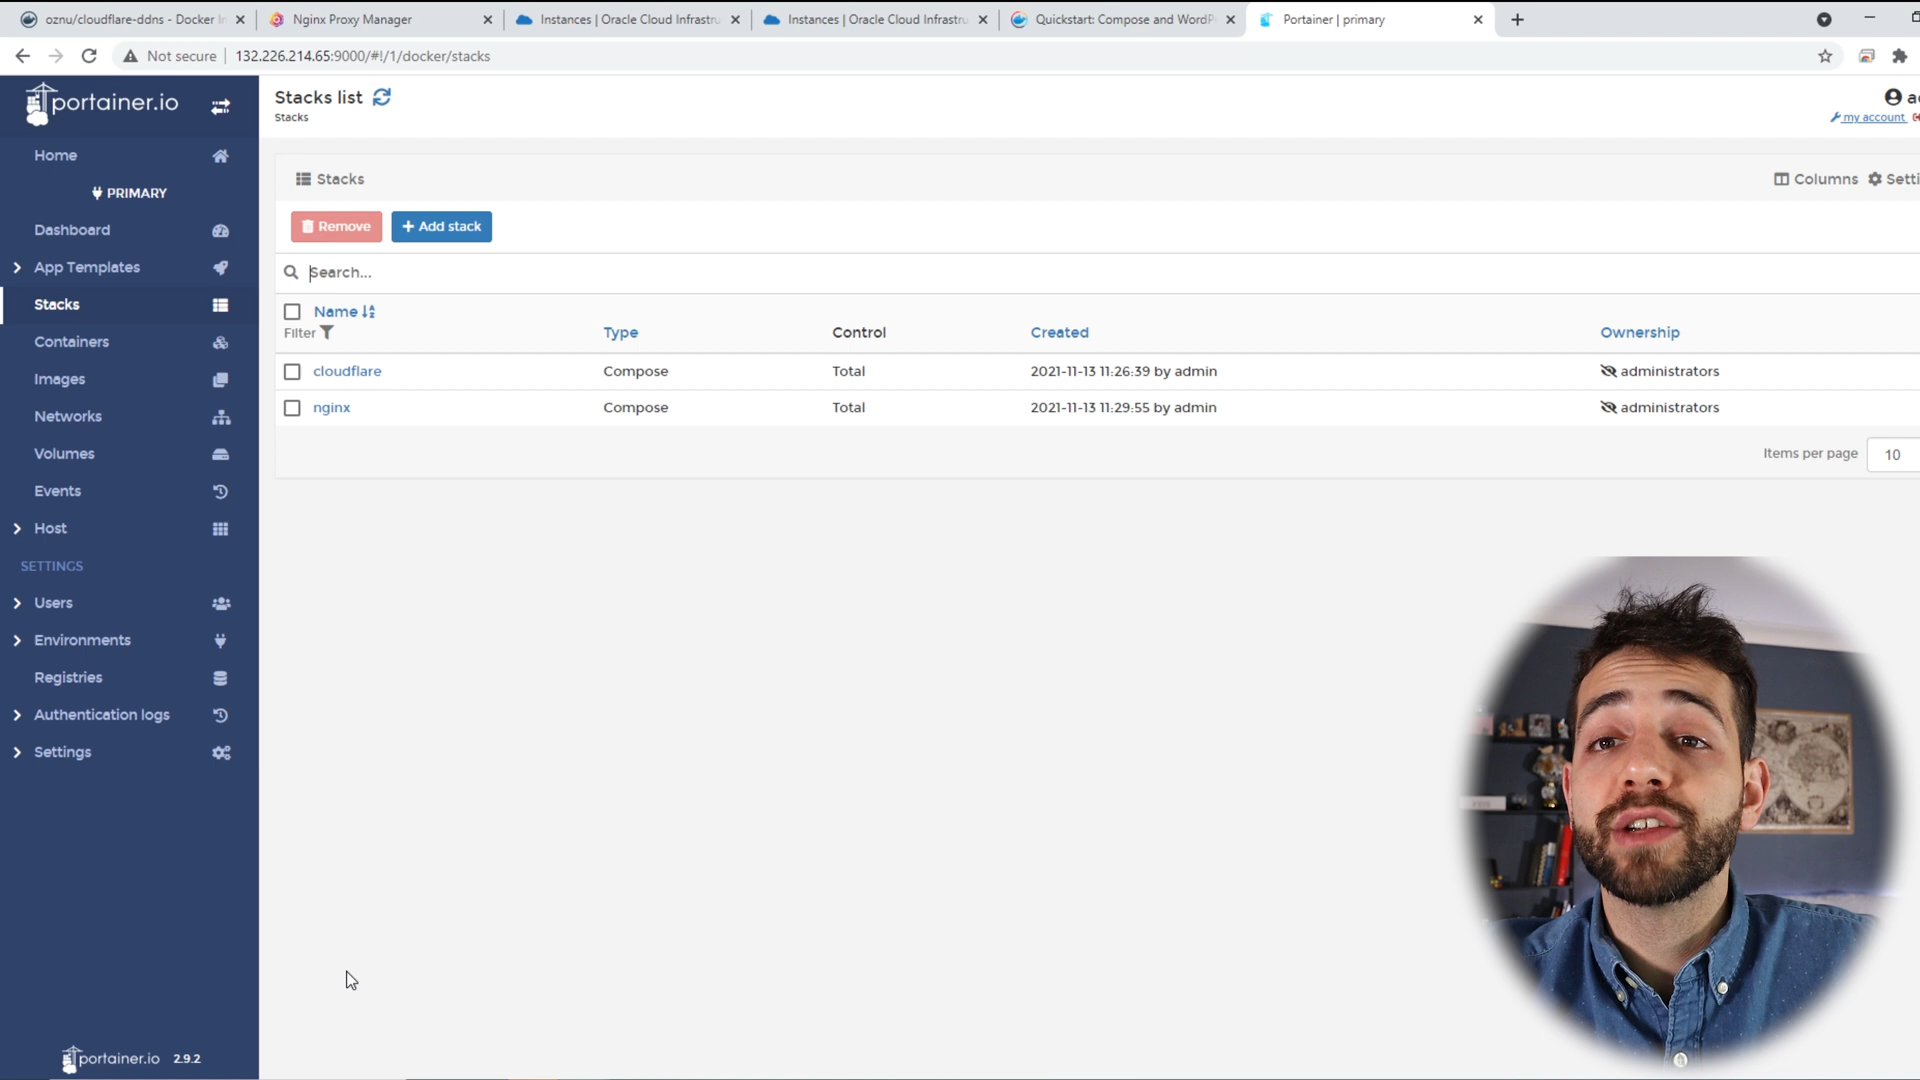 oznu/cloudflare-ddns - Docker I
Nginx Proxy Manager
Instances | Oracle Cloud Infrastru
Instances | Oracle Cloud Infrastru
Quickstart: Compose and WordP
Portainer | primary
Not secure
132.226.214.65:9000/#!/1/docker/stacks
portainer.io
Stacks list
Stacks
my account
Home
PRIMARY
Dashboard
App Templates
Stacks
Containers
Images
Networks
Volumes
Events
Host
SETTINGS
Users
Environments
Registries
Authentication logs
Settings
portainer.io 2.9.2
Stacks
Columns
Setti
Remove
Add stack
Search...
Name
Filter
Type
Control
Created
Ownership
cloudflare
Compose
Total
2021-11-13 11:26:39 by admin
administrators
nginx
Compose
Total
2021-11-13 11:29:55 by admin
administrators
Items per page
10